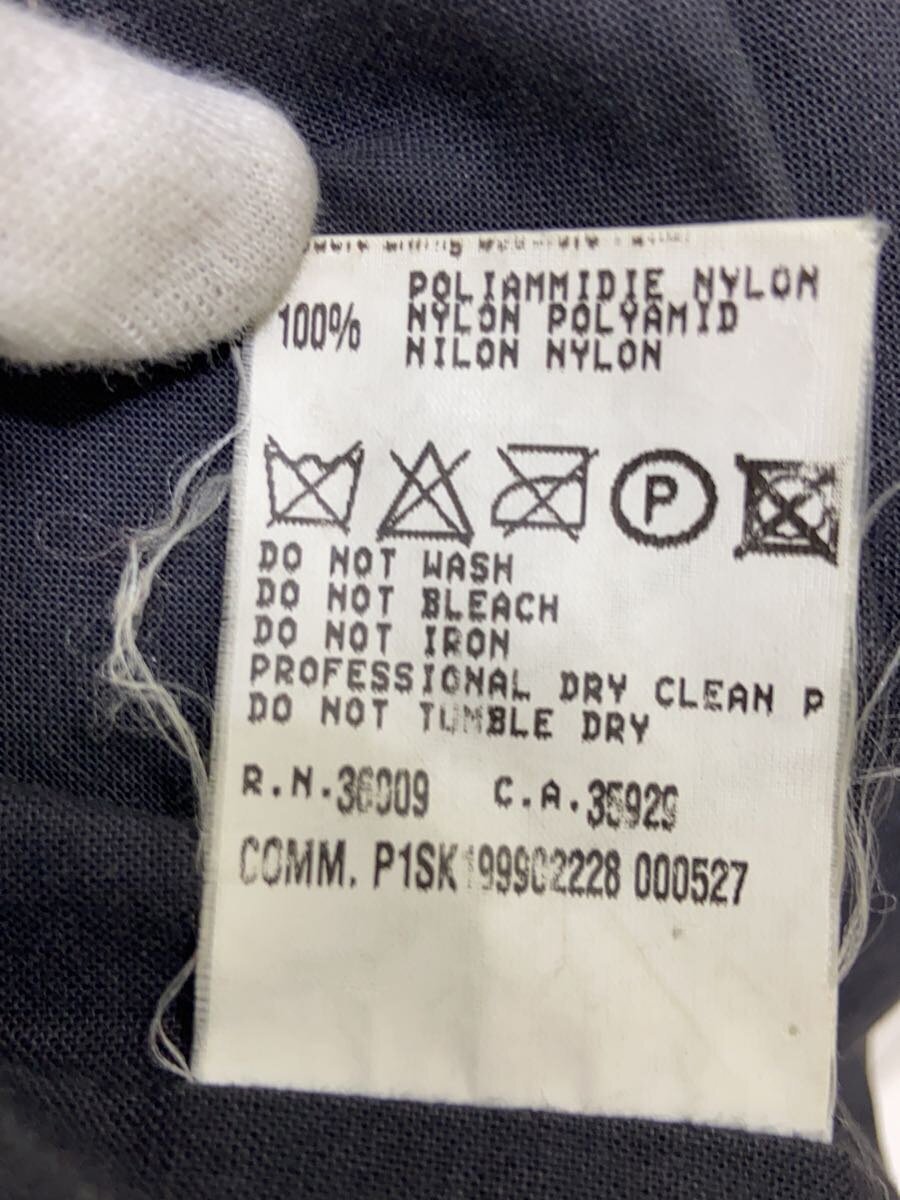 100% POLIAMMIDIE NYLON
NYLON POLYAMID
NILON NYLON
P
DO NOT WASH
DO NOT BLEACH
DO NOT IRON
PROFESSIONAL DRY CLEAN P
DO NOT TUMBLE DRY
R.N.36009 C.A.35929
COMM. P1SK 000527